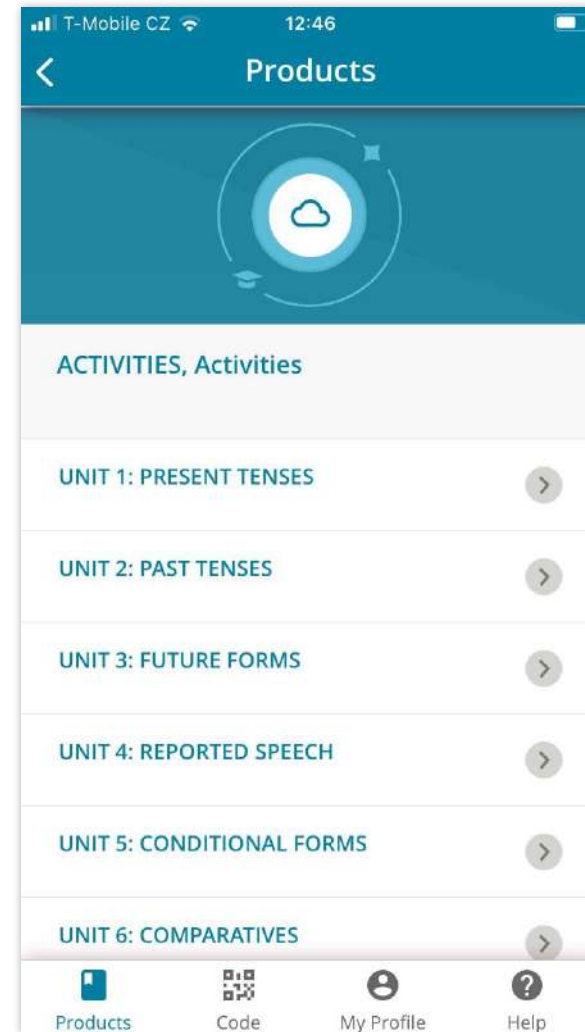 T-Mobile CZ 12:46
Products
ACTIVITIES, Activities
UNIT 1: PRESENT TENSES
UNIT 2: PAST TENSES
UNIT 3: FUTURE FORMS
UNIT 4: REPORTED SPEECH
UNIT 5: CONDITIONAL FORMS
UNIT 6: COMPARATIVES
Products Code My Profile Help